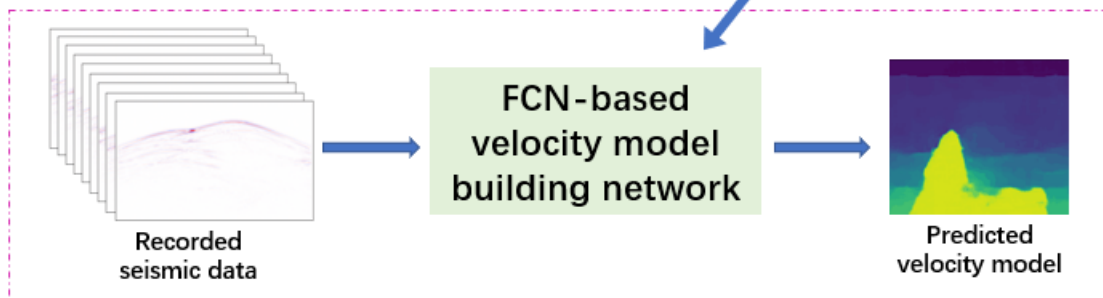 FCN-based
velocity model
building network
Recorded
seismic data
Predicted
velocity model